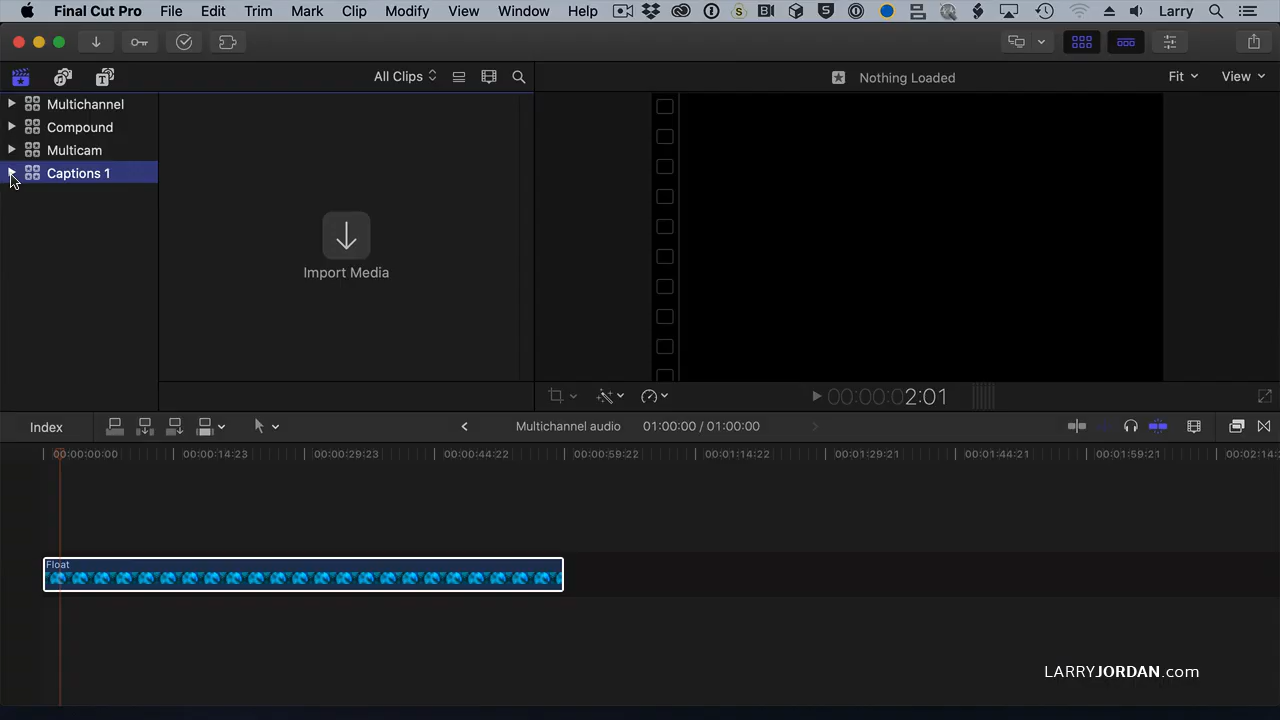 Final Cut Pro File Edit Trim Mark Clip Modify View Window Help Larry
All Clips Nothing Loaded Fit View
Multichannel
Compound
Multicam
Captions 1
Import Media
00:00:00:02:01
Index Multichannel audio 01:00:00 / 01:00:00
00:00:00:00 00:00:14:23 00:00:29:23 00:00:44:22 00:00:59:22 00:01:14:22 00:01:29:21 00:01:44:21 00:01:59:21 00:02:14:
Float
LARRYJORDAN.com